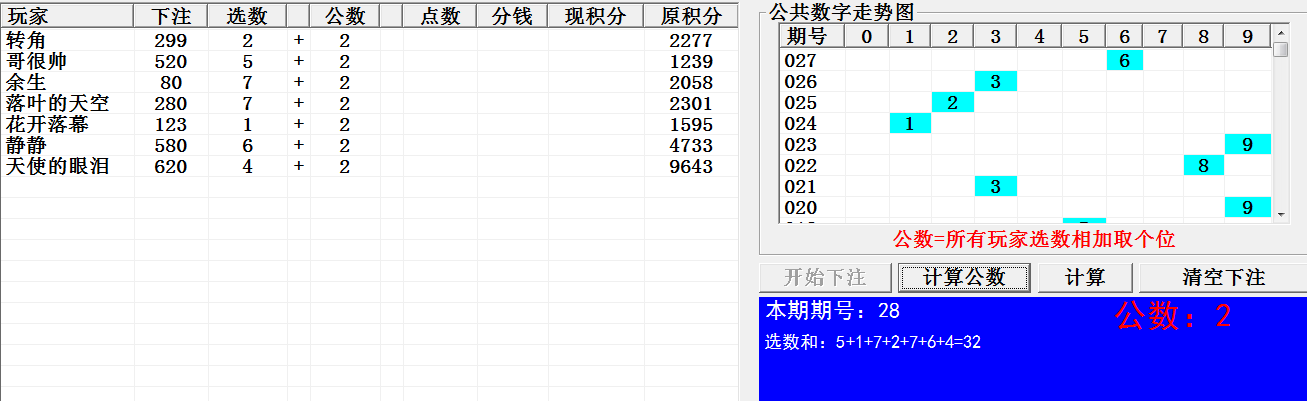 玩家 下注 选数 公数 点数 分钱 现积分 原积分
转角 299 2 + 2 2277
哥很帅 520 5 + 2 1239
余生 80 7 + 2 2058
落叶的天空 280 7 + 2 2301
花开落幕 123 1 + 2 1595
静静 580 6 + 2 4733
天使的眼泪 620 4 + 2 9643
公共数字走势图
期号 0 1 2 3 4 5 6 7 8 9
027 6
026 3
025 2
024 1
023 9
022 8
021 3
020 9
公数=所有玩家选数相加取个位
开始下注 计算公数 计算 清空下注
本期期号：28 公数：2
选数和：5+1+7+2+7+6+4=32